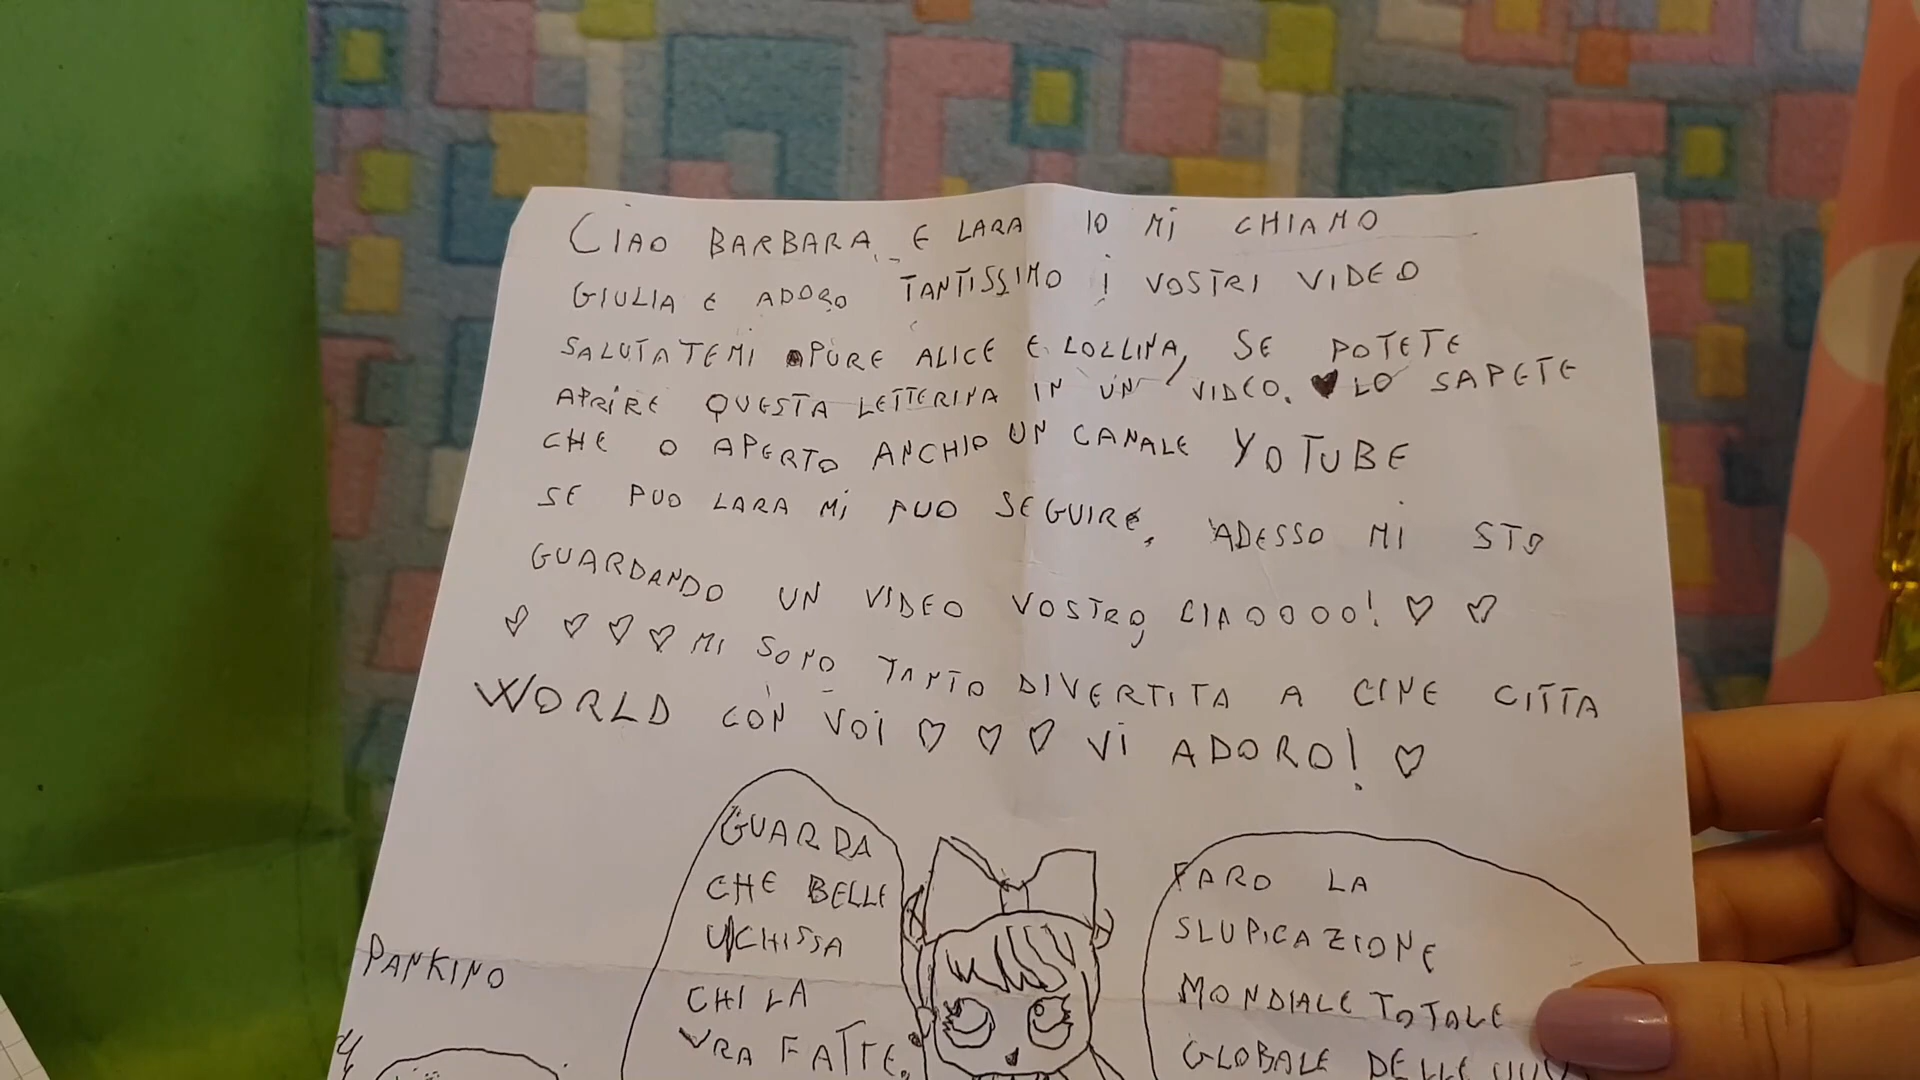 CIAO BARBARA E LARA IO MI CHIAMO
GIULIA E ADORO TANTISSIMO I VOSTRI VIDEO
SALUTATEMI PURE ALICE E LOLLINA, SE POTETE
APRIRE QUESTA LETTERINA IN UN VIDEO. ♥ LO SAPETE
CHE O APERTO ANCHIO UN CANALE YOTUBE
SE PUO LARA MI PUO SEGUIRE, ADESSO MI STO
GUARDANDO UN VIDEO VOSTRO, CIAOOOO! ♡ ♡
♡ ♡ ♡ ♡ MI SONO TANTO DIVERTITA A CINE CITTA
WORLD CON VOI ♡ ♡ ♡ VI ADORO! ♡
GUARDA
CHE BELLE
CHISSA
CHI LA
VRA FATTE.
FARO LA
SLUPICAZIONE
MONDIALE TOTALE
GLOBALE DELLE
PANKINO